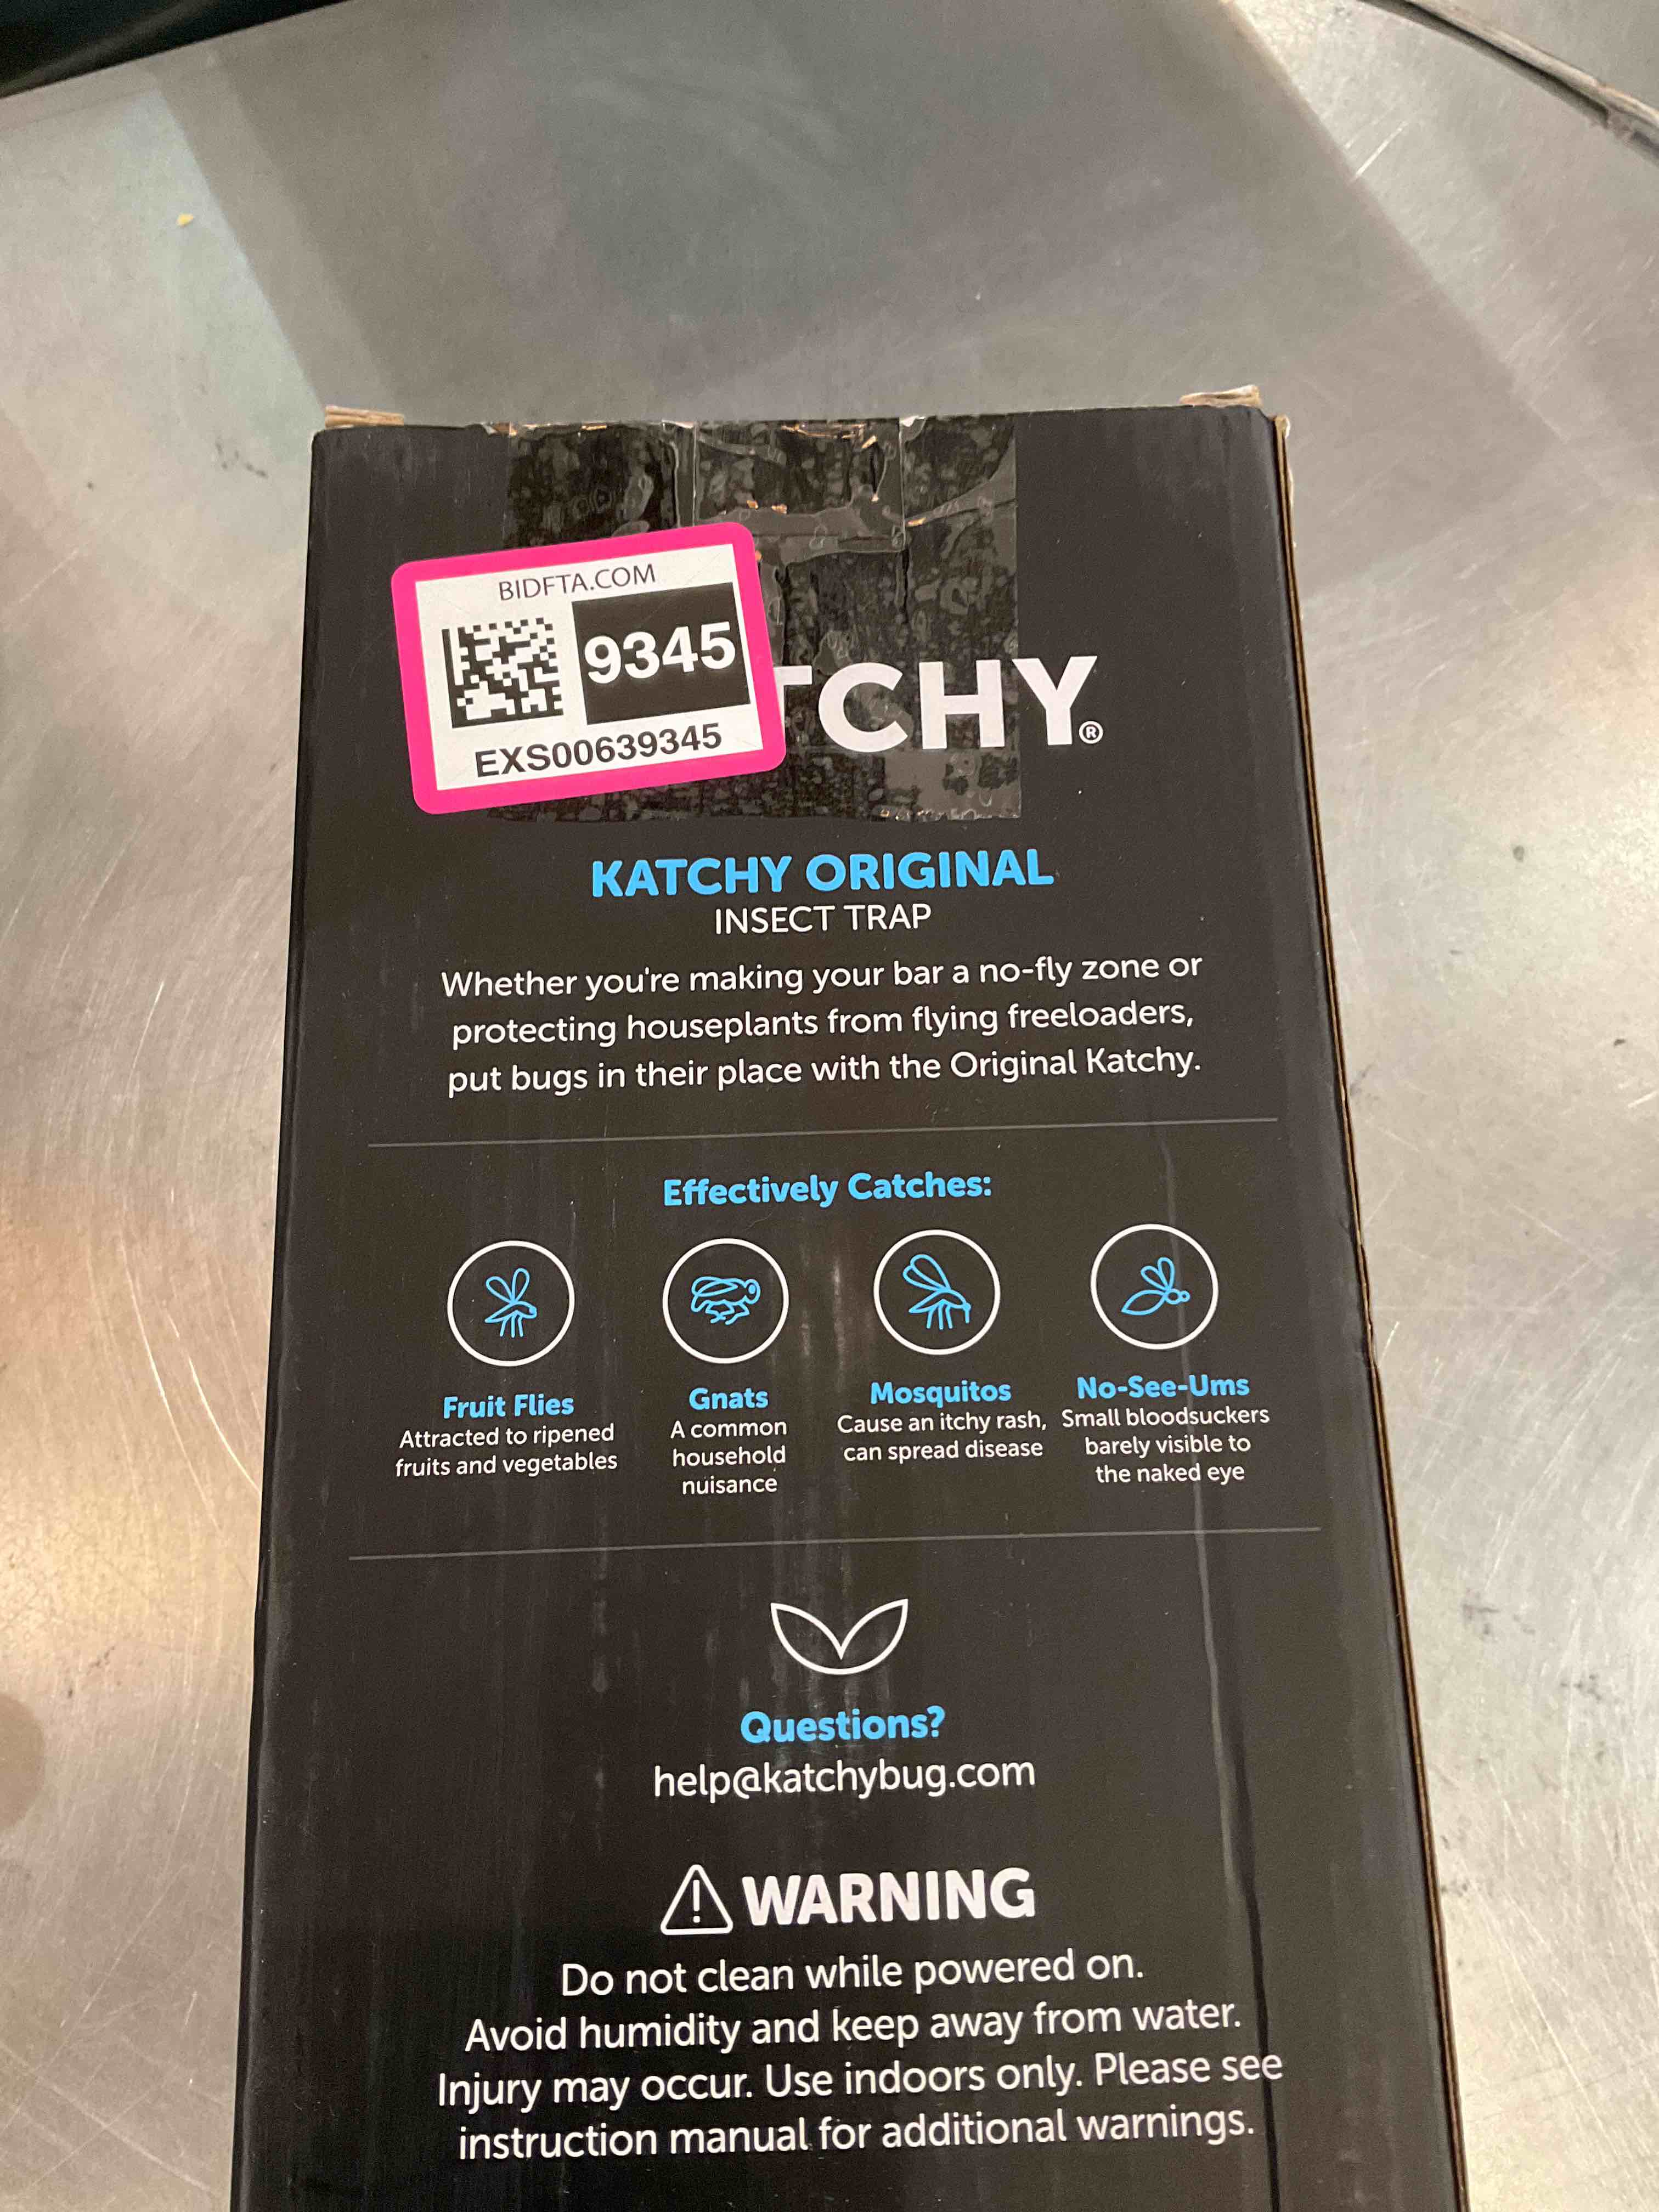 BIDFTA.COM
9345
EXS00639345
TCHY®
KATCHY ORIGINAL
INSECT TRAP
Whether you're making your bar a no-fly zone or
protecting houseplants from flying freeloaders,
put bugs in their place with the Original Katchy.
Effectively Catches:
Fruit Flies
Attracted to ripened
fruits and vegetables
Gnats
A common
household
nuisance
Mosquitos
Cause an itchy rash,
can spread disease
No-See-Ums
Small bloodsuckers
barely visible to
the naked eye
Questions?
help@katchybug.com
WARNING
Do not clean while powered on.
Avoid humidity and keep away from water.
Injury may occur. Use indoors only. Please see
instruction manual for additional warnings.